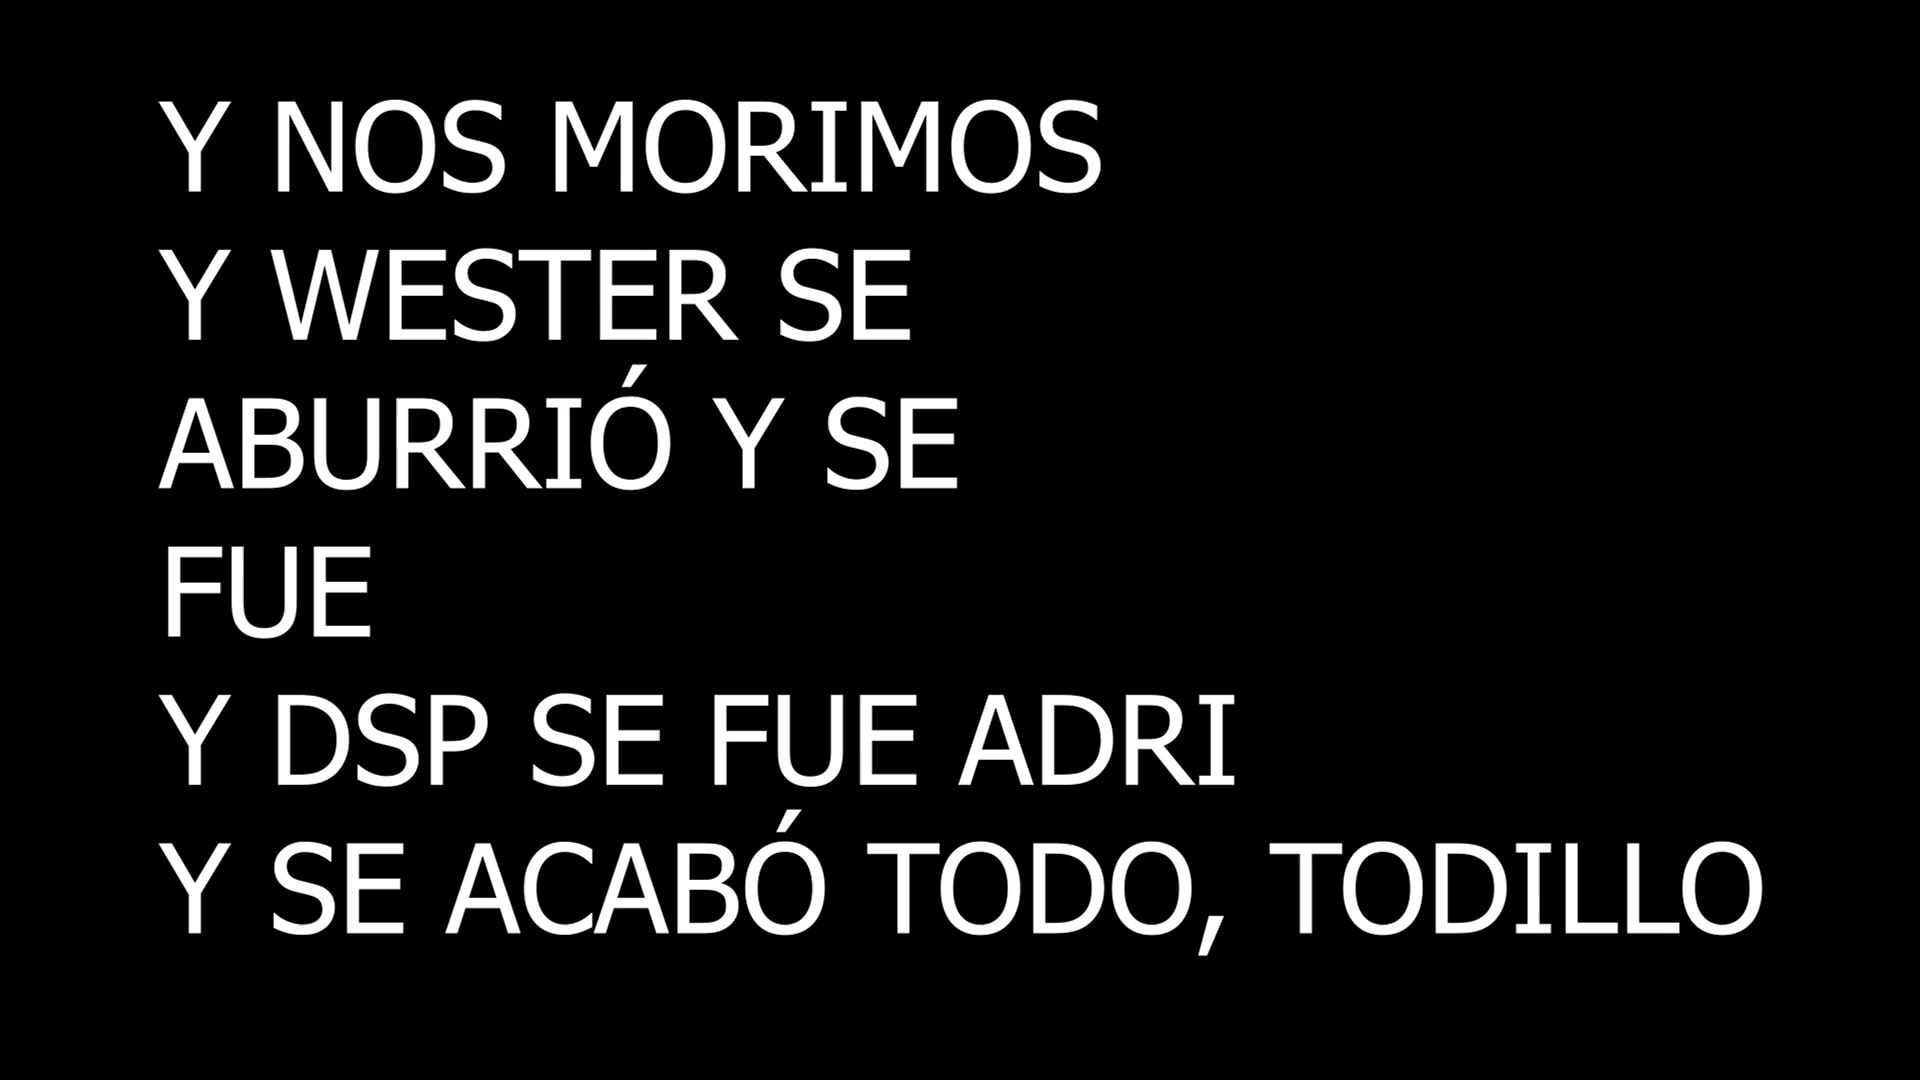 Y NOS MORIMOS
Y WESTER SE
ABURRIÓ Y SE
FUE
Y DSP SE FUE ADRI
Y SE ACABÓ TODO, TODILLO